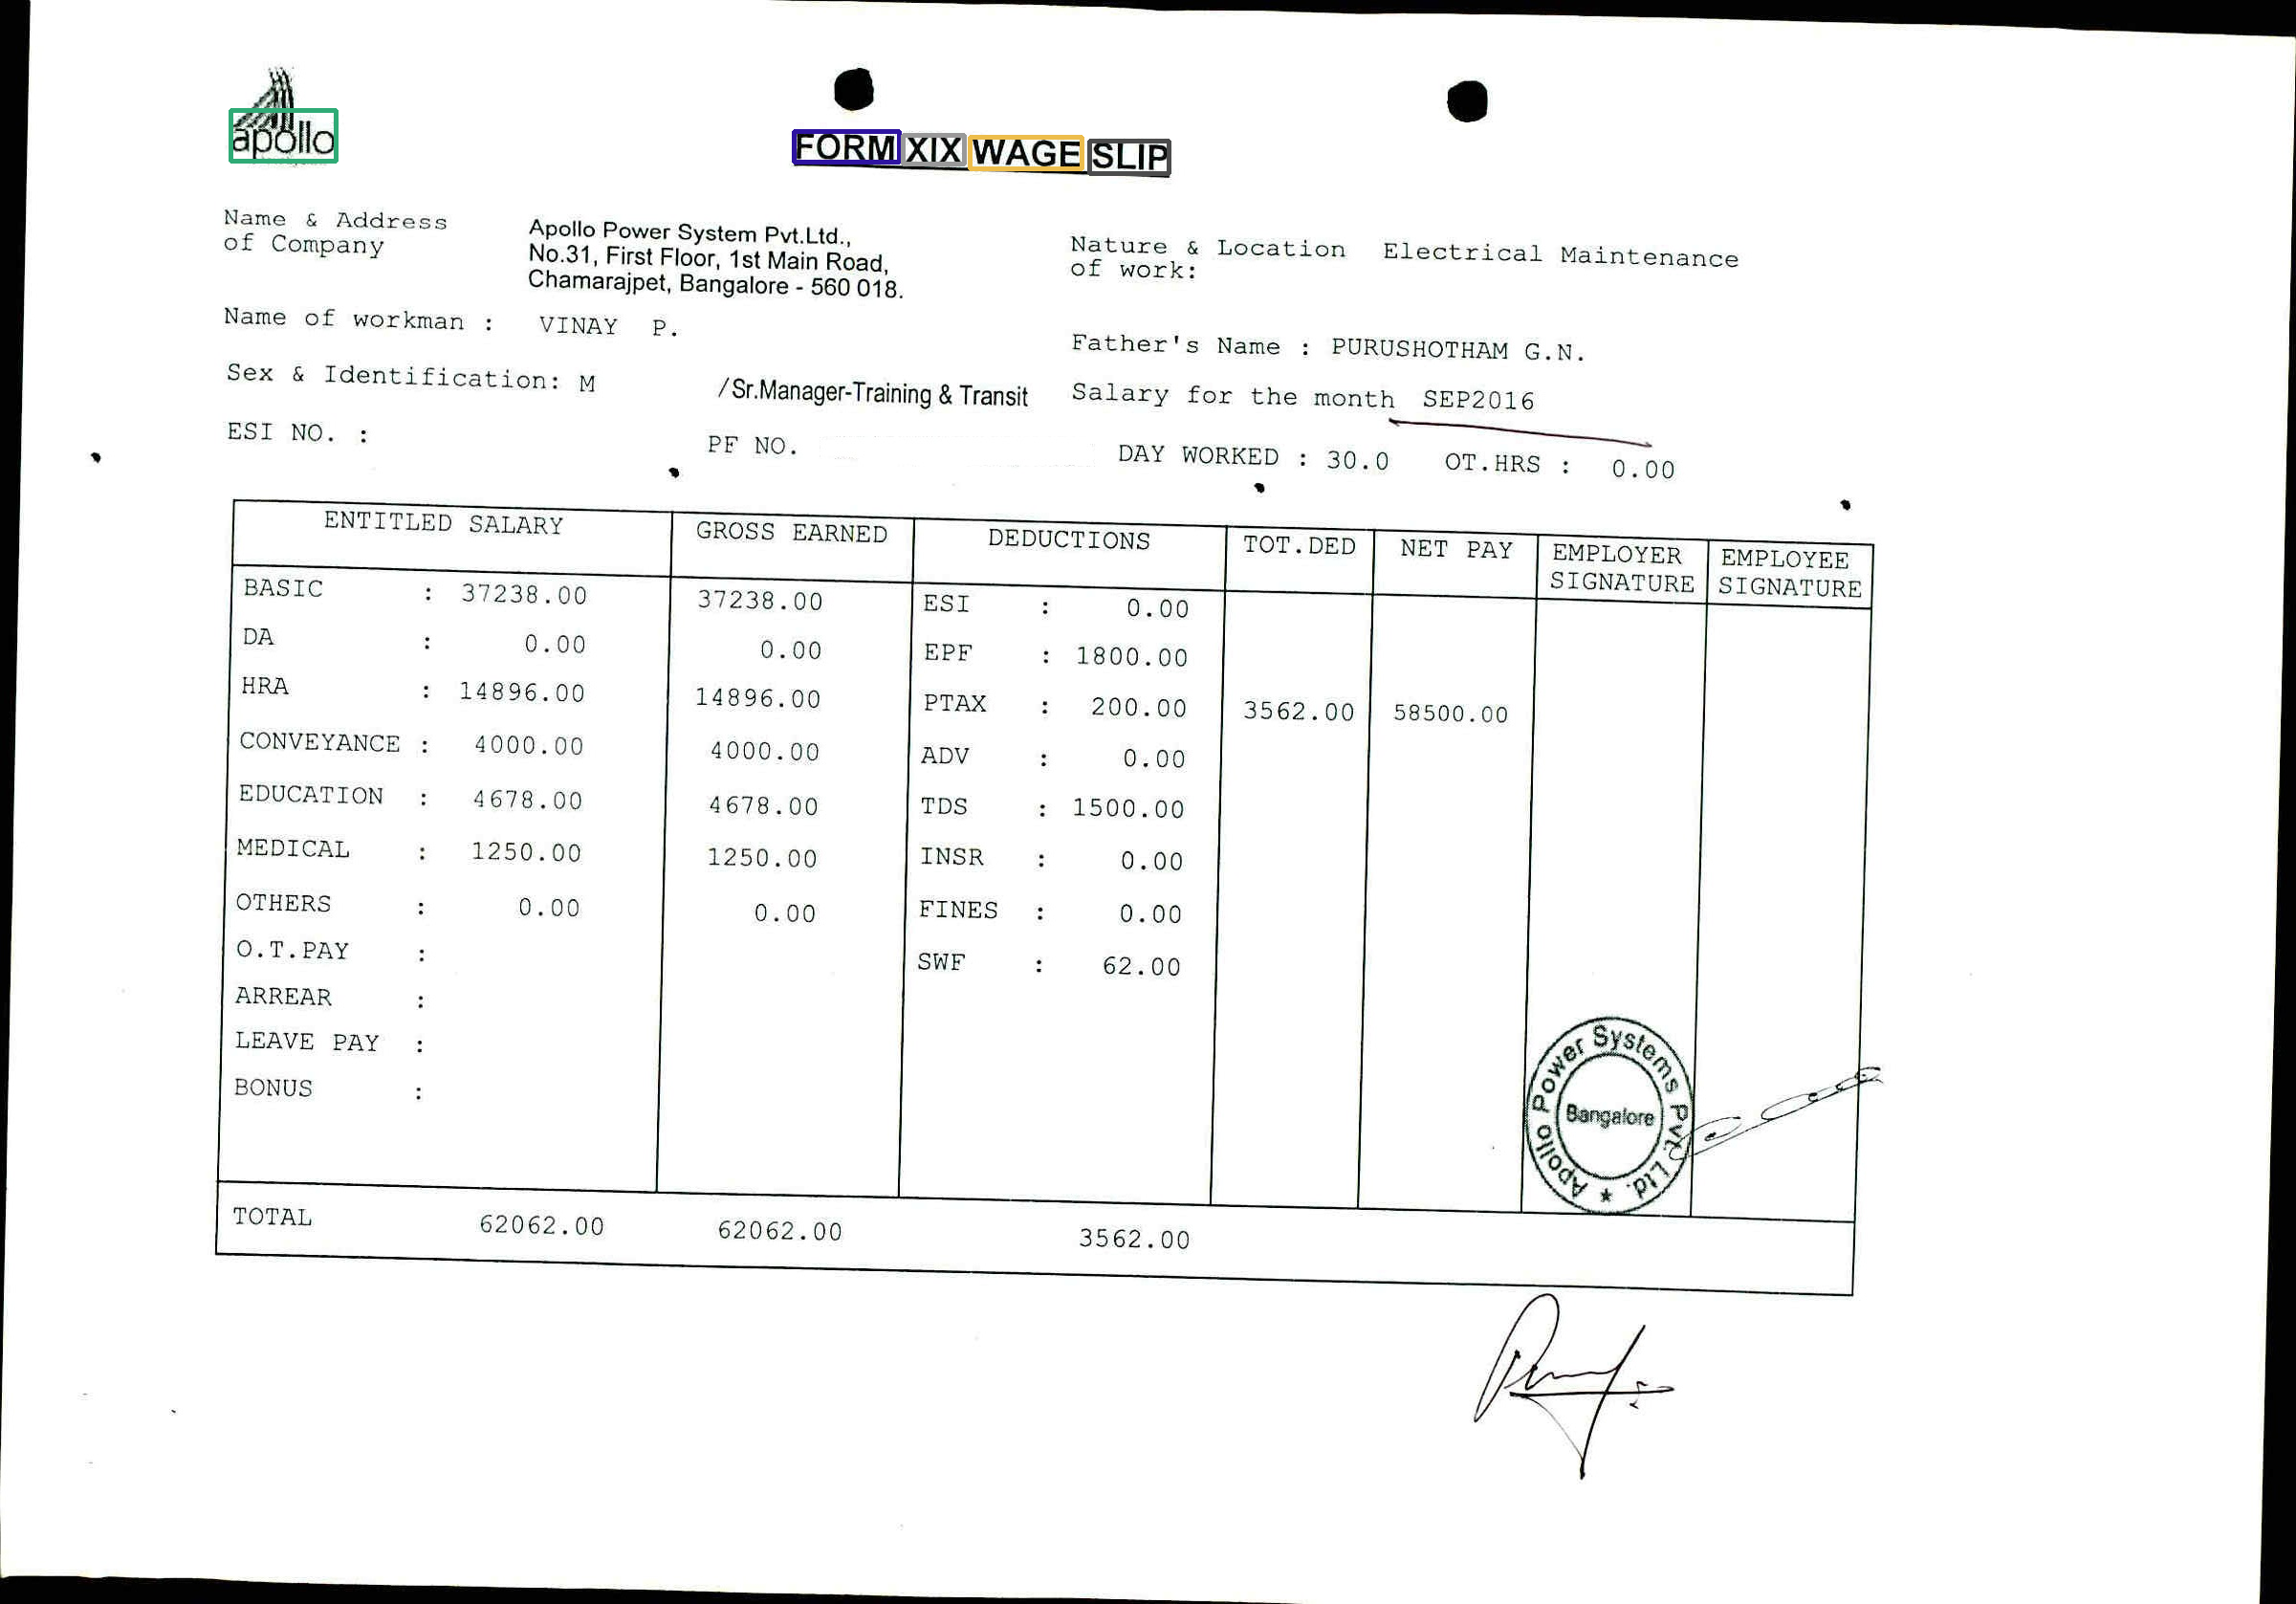 apollo
FORM XIX WAGE SLIP
Name & Address of Company
Apollo Power System Pvt.Ltd.,
No.31, First Floor, 1st Main Road,
Chamarajpet, Bangalore - 560 018.
Nature & Location of work: Electrical Maintenance
Name of workman : VINAY P.
Father's Name : PURUSHOTHAM G.N.
Sex & Identification: M /Sr.Manager-Training & Transit
Salary for the month SEP2016
ESI NO. : PF NO. DAY WORKED : 30.0 OT.HRS : 0.00
ENTITLED SALARY GROSS EARNED DEDUCTIONS TOT.DED NET PAY EMPLOYER SIGNATURE EMPLOYEE SIGNATURE
BASIC : 37238.00 37238.00 ESI : 0.00
DA : 0.00 0.00 EPF : 1800.00
HRA : 14896.00 14896.00 PTAX : 200.00 3562.00 58500.00
CONVEYANCE : 4000.00 4000.00 ADV : 0.00
EDUCATION : 4678.00 4678.00 TDS : 1500.00
MEDICAL : 1250.00 1250.00 INSR : 0.00
OTHERS : 0.00 0.00 FINES : 0.00
O.T.PAY : SWF : 62.00
ARREAR :
LEAVE PAY :
BONUS :
Apollo Power Systems Pvt. Ltd. ★
Bangalore
TOTAL 62062.00 62062.00 3562.00